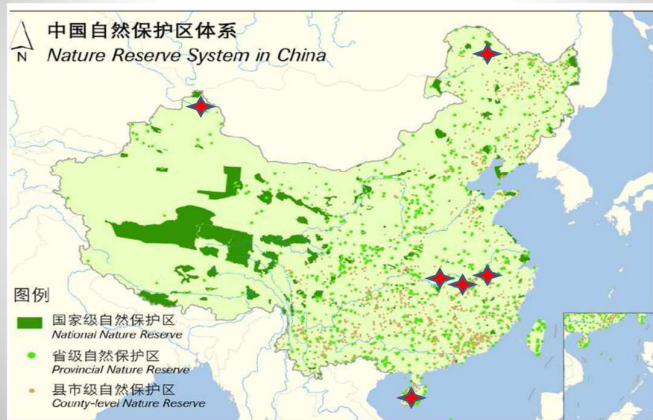 中国自然保护区体系
N
Nature Reserve System in China
图例
国家级自然保护区
National Nature Reserve
省级自然保护区
Provincial Nature Reserve
县市级自然保护区
County-level Nature Reserve